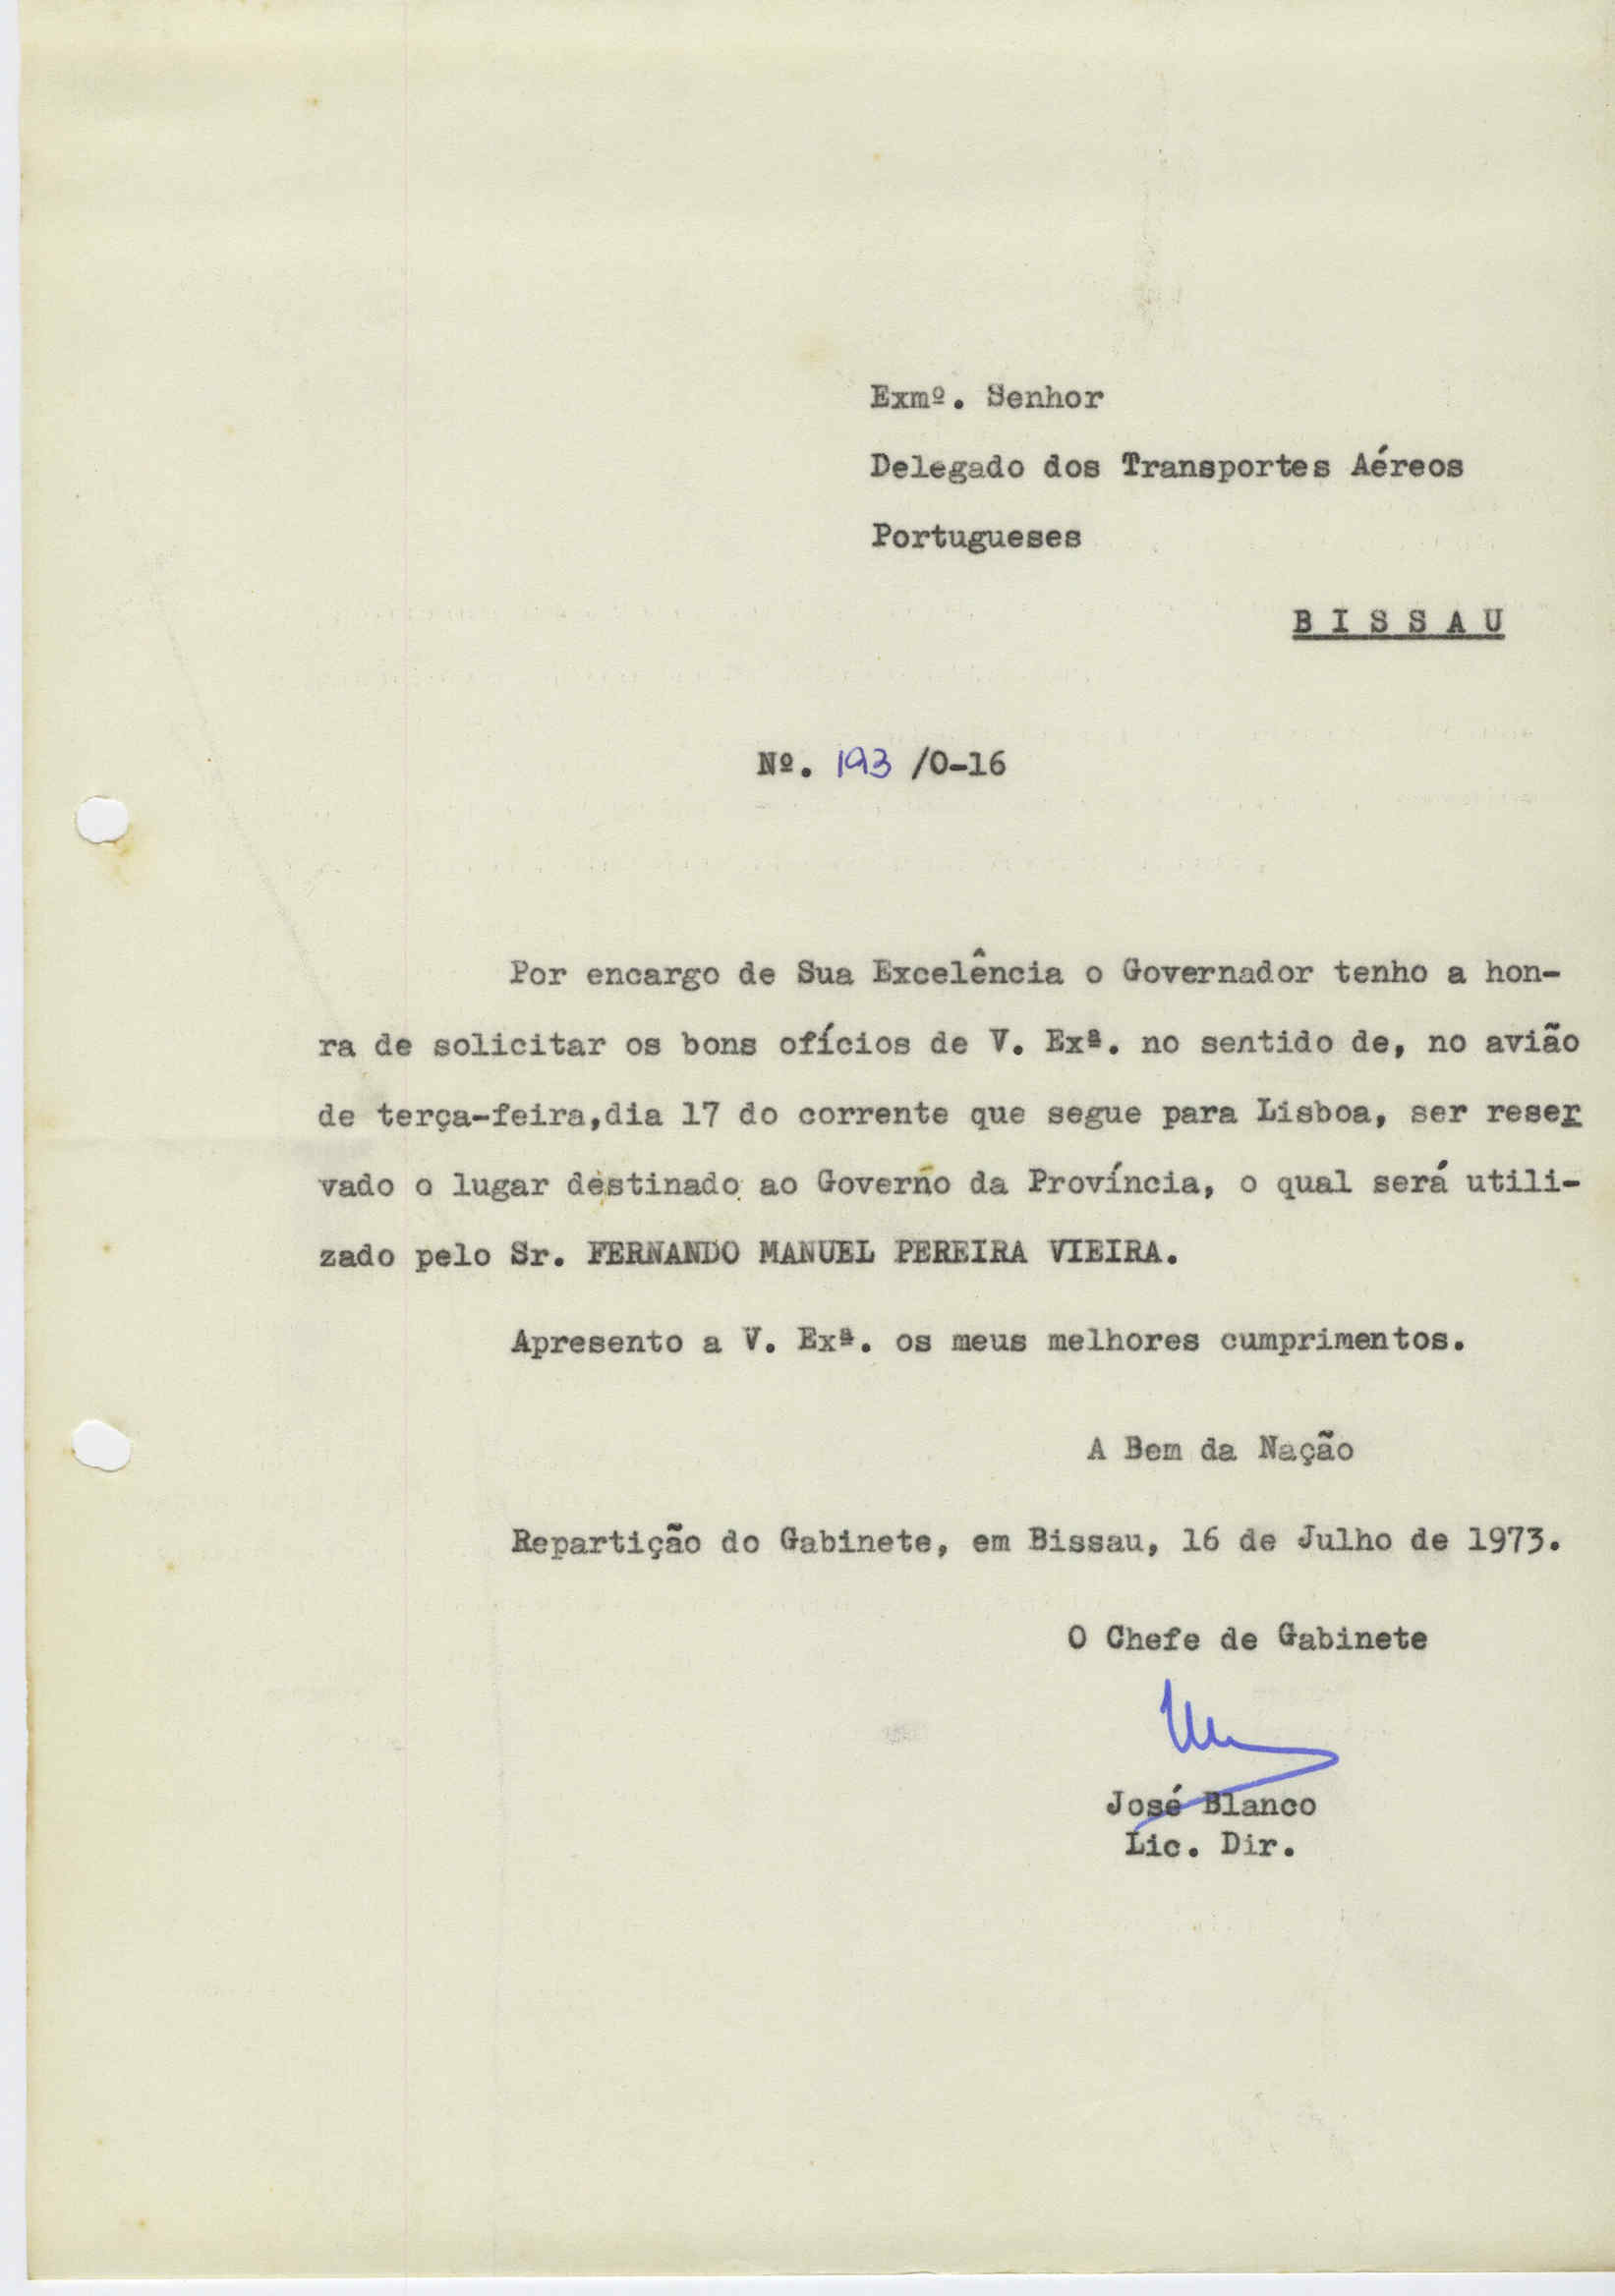 Exmº. Senhor
Delegado dos Transportes Aéreos
Portugueses
B I S S A U
Nº. 193 /0-16
Por encargo de Sua Excelência o Governador tenho a hon-
ra de solicitar os bons ofícios de V. Exª. no sentido de, no avião
de terça-feira,dia 17 do corrente que segue para Lisboa, ser reser
vado o lugar destinado ao Governo da Província, o qual será utili-
zado pelo Sr. FERNANDO MANUEL PEREIRA VIEIRA.
Apresento a V. Exª. os meus melhores cumprimentos.
A Bem da Nação
Repartição do Gabinete, em Bissau, 16 de Julho de 1973.
O Chefe de Gabinete
José Blanco
Lic. Dir.